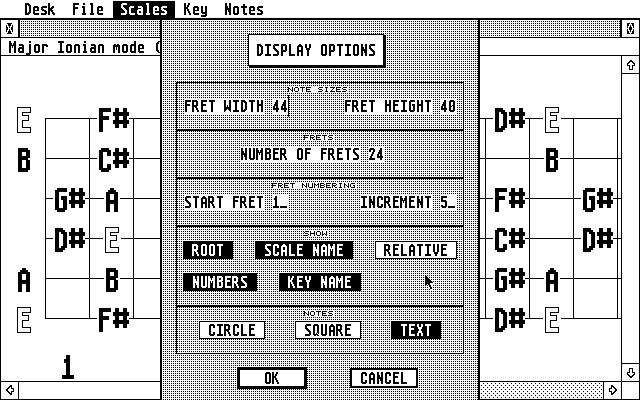 Desk File Scales Key Notes
Major Ionian mode (
DISPLAY OPTIONS
NOTE SIZES
FRET WIDTH 44 FRET HEIGHT 40
FRETS
NUMBER OF FRETS 24
FRET NUMBERING
START FRET 1_ INCREMENT 5_
SHOW
ROOT SCALE NAME RELATIVE
NUMBERS KEY NAME
NOTES
CIRCLE SQUARE TEXT
OK CANCEL
E F# D# E
B C# B
G# A F# G#
D# E C# D#
A B G# A
E F# D# E
1